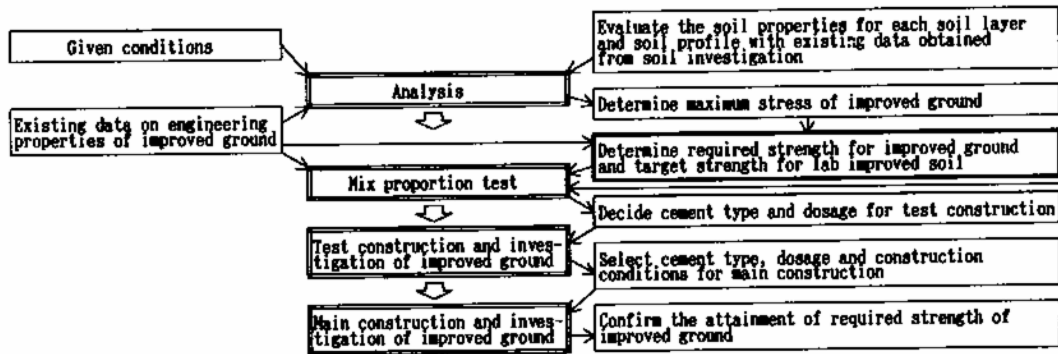 Given conditions
Evaluate the soil properties for each soil layer
and soil profile with existing data obtained
from soil investigation
Analysis
Determine maximum stress of improved ground
Existing data on engineering
properties of improved ground
Determine required strength for improved ground
and target strength for lab improved soil
Mix proportion test
Decide cement type and dosage for test construction
Test construction and inves-
tigation of improved ground
Select cement type, dosage and construction
conditions for main construction
Main construction and inves-
tigation of improved ground
Confirm the attainment of required strength of
improved ground